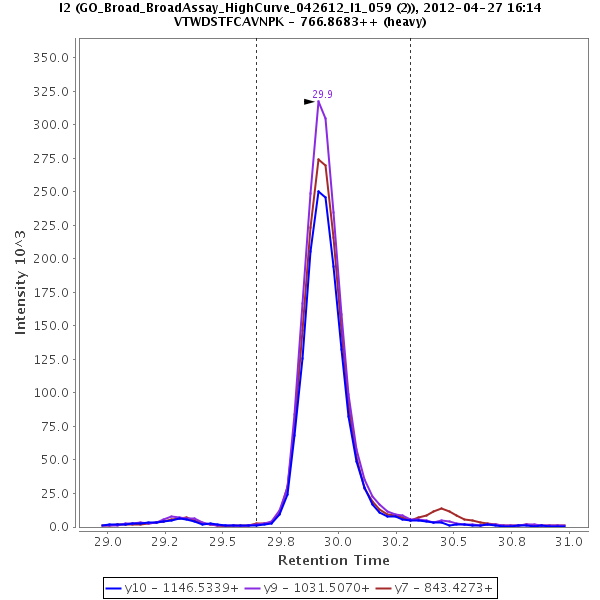 I2 (GO_Broad_BroadAssay_HighCurve_042612_I1_059 (2)), 2012-04-27 16:14
VTWDSTFCAVNPK - 766.8683++ (heavy)
29.9
350.0
325.0
300.0
275.0
250.0
225.0
200.0
175.0
150.0
125.0
100.0
75.0
50.0
25.0
0.0
Intensity 10^3
29.0 29.2 29.5 29.8 30.0 30.2 30.5 30.8 31.0
Retention Time
y10 - 1146.5339+ y9 - 1031.5070+ y7 - 843.4273+